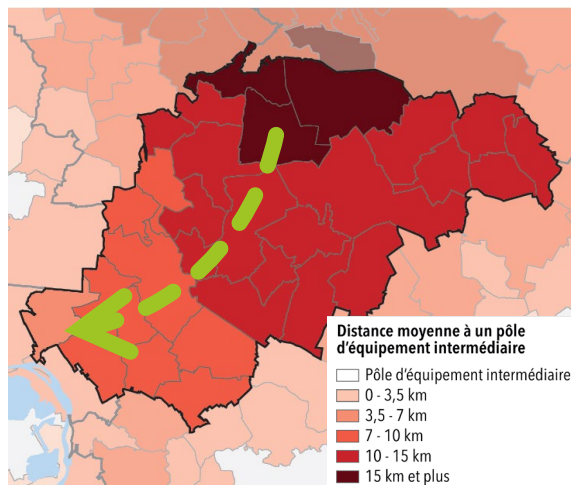 Distance moyenne à un pôle
d'équipement intermédiaire
Pôle d'équipement intermédiaire
0 - 3,5 km
3,5 - 7 km
7 - 10 km
10 - 15 km
15 km et plus